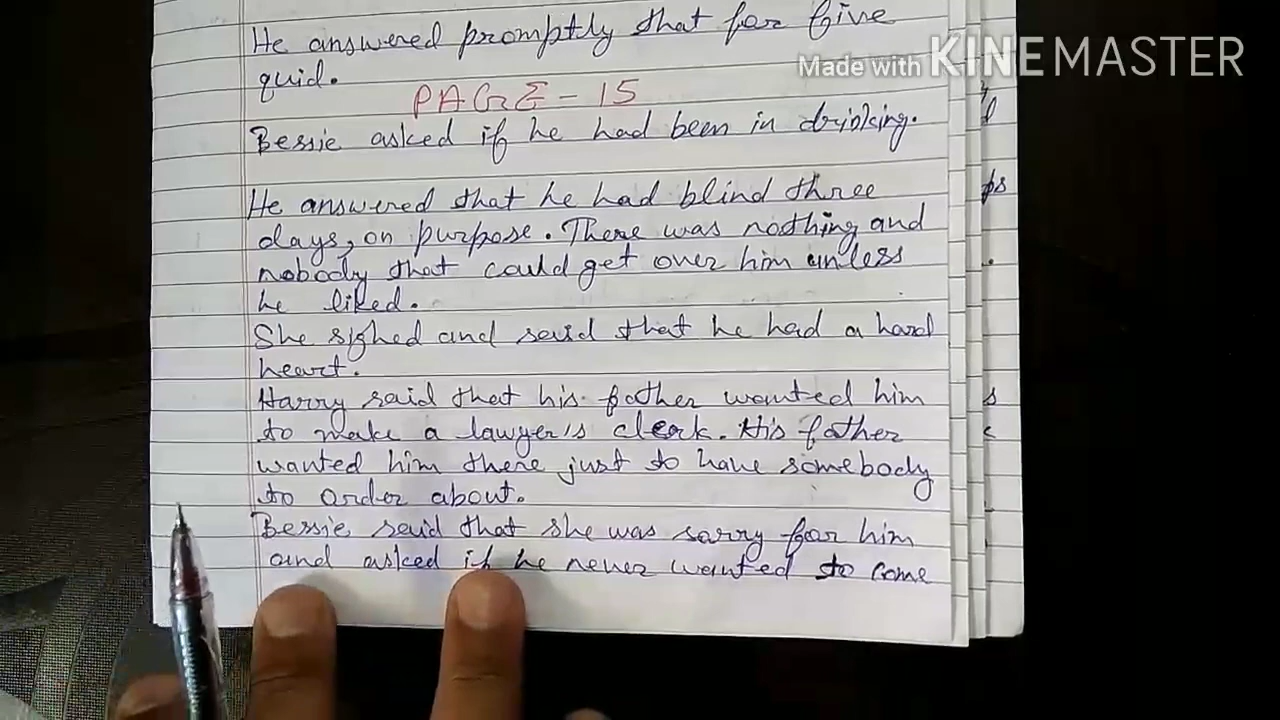 He answered promptly that for five
quid.
Made with KINEMASTER
PAGE - 15
Bessie asked if he had been in drinking.
He answered that he had blind three
days, on purpose. There was nothing and
nobody that could get over him unless
he liked.
She sighed and said that he had a hard
heart.
Harry said that his father wanted him
to make a lawyer's clerk. His father
wanted him there just to have somebody
to order about.
Bessie said that she was sorry for him
and asked if he never wanted to come